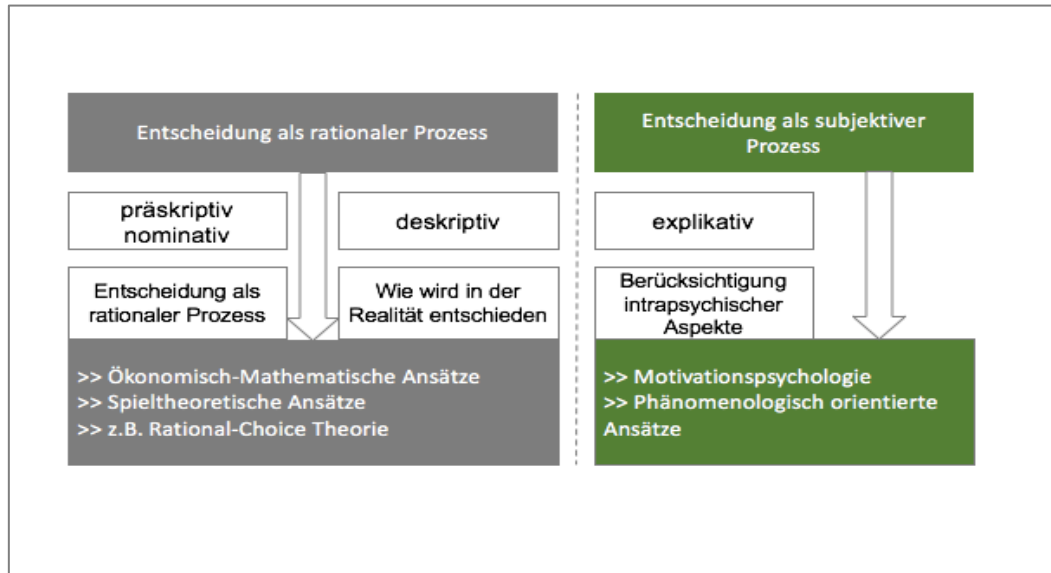 Entscheidung als rationaler Prozess
Entscheidung als subjektiver
Prozess
präskriptiv
nominativ
deskriptiv
explikativ
Entscheidung als
rationaler Prozess
Wie wird in der
Realität entschieden
Berücksichtigung
intrapsychischer
Aspekte
>> Ökonomisch-Mathematische Ansätze
>> Spieltheoretische Ansätze
>> z.B. Rational-Choice Theorie
>> Motivationspsychologie
>> Phänomenologisch orientierte
Ansätze